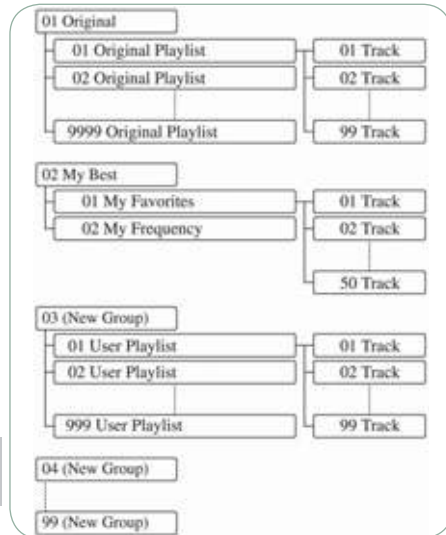 01 Original
01 Original Playlist 01 Track
02 Original Playlist 02 Track
9999 Original Playlist 99 Track
02 My Best
01 My Favorites 01 Track
02 My Frequency 02 Track
50 Track
03 (New Group)
01 User Playlist 01 Track
02 User Playlist 02 Track
999 User Playlist 99 Track
04 (New Group)
99 (New Group)